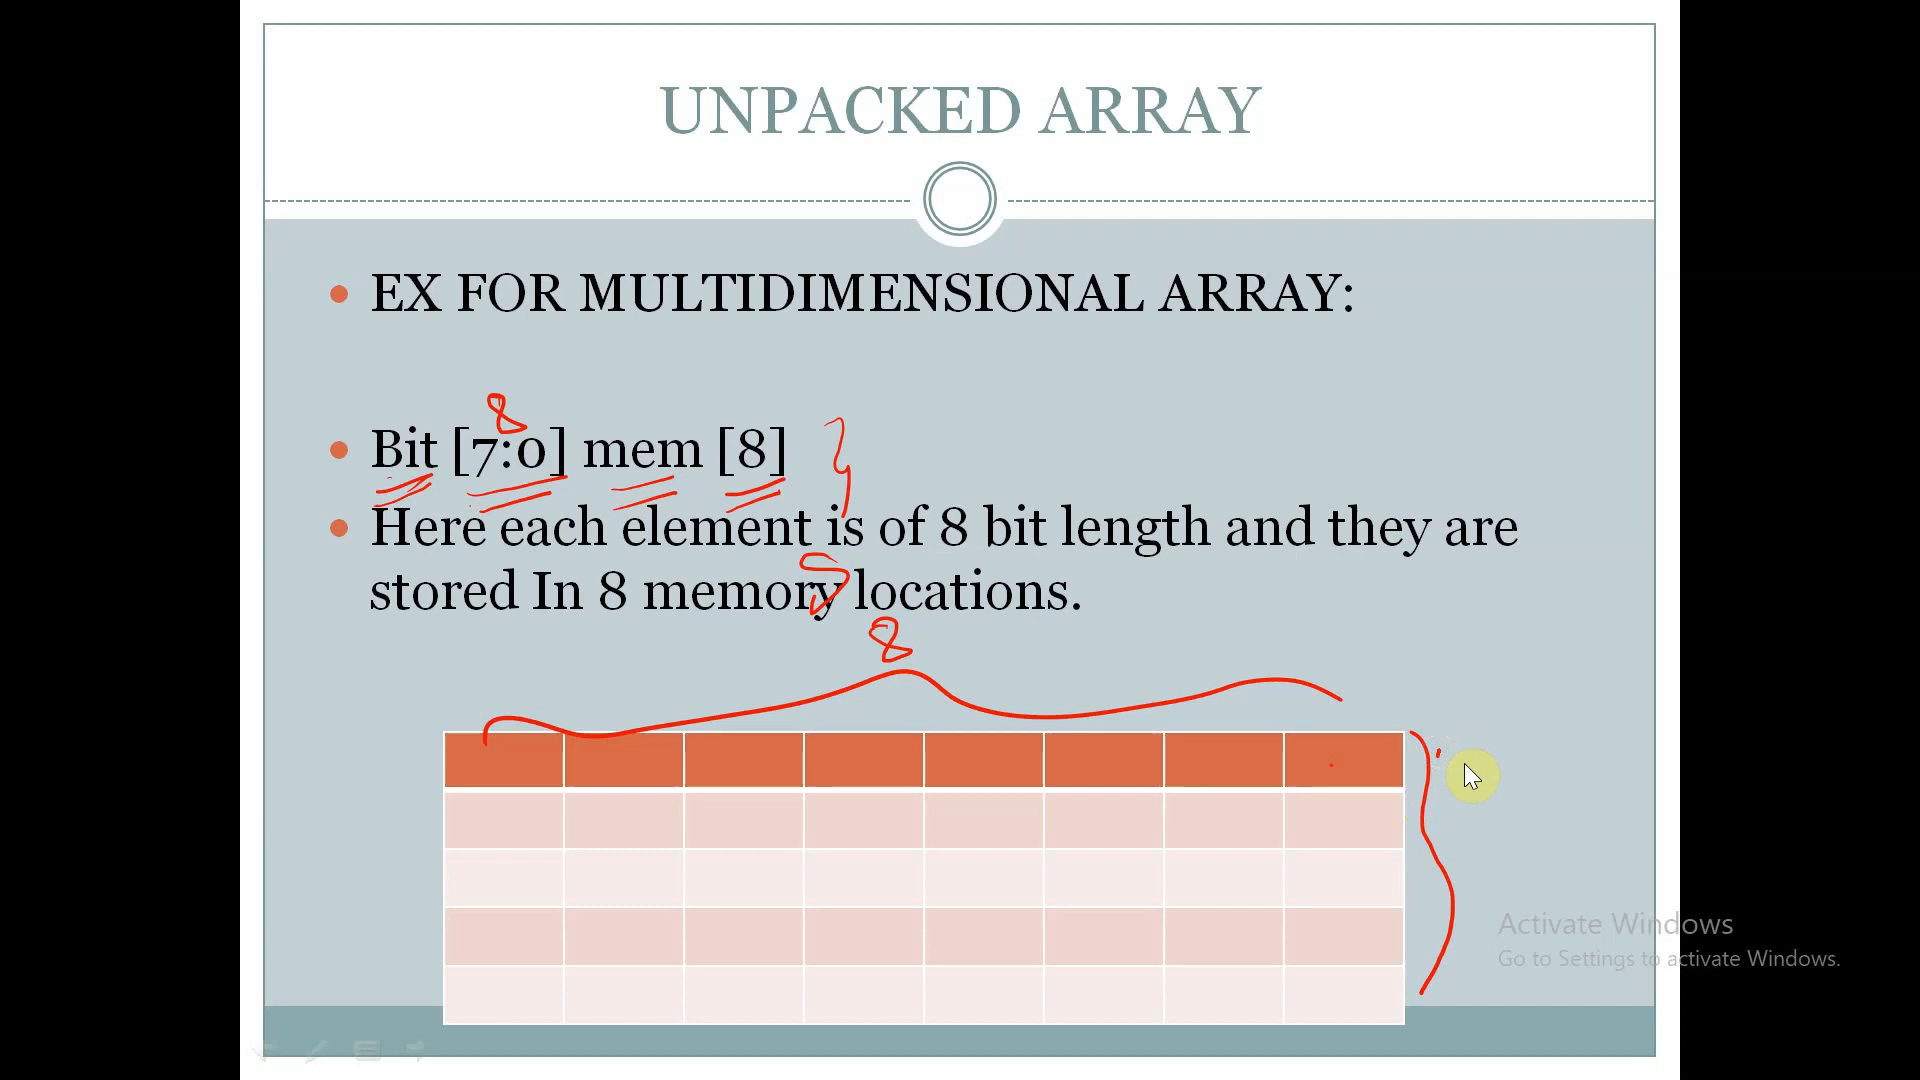 UNPACKED ARRAY
EX FOR MULTIDIMENSIONAL ARRAY:
8
Bit [7:0] mem [8]
Here each element is of 8 bit length and they are
stored In 8 memory locations.
8
Activate Windows
Go to Settings to activate Windows.